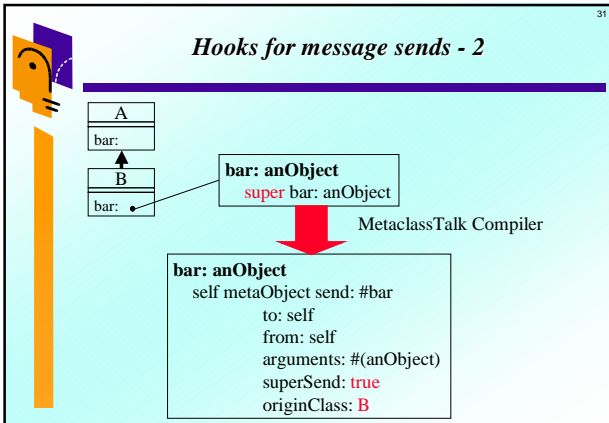 31
Hooks for message sends - 2
A
bar:
B
bar:
bar: anObject
super bar: anObject
MetaclassTalk Compiler
bar: anObject
self metaObject send: #bar
to: self
from: self
arguments: #(anObject)
superSend: true
originClass: B